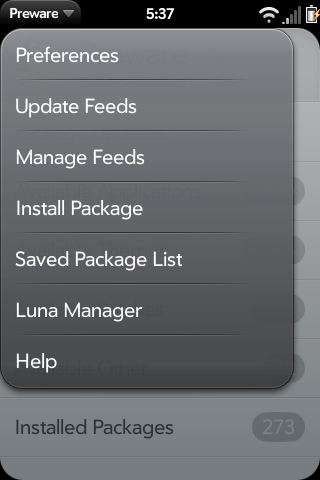 Preware
5:37
Preferences
Update Feeds
Manage Feeds
Install Package
Saved Package List
Luna Manager
Help
Installed Packages 273